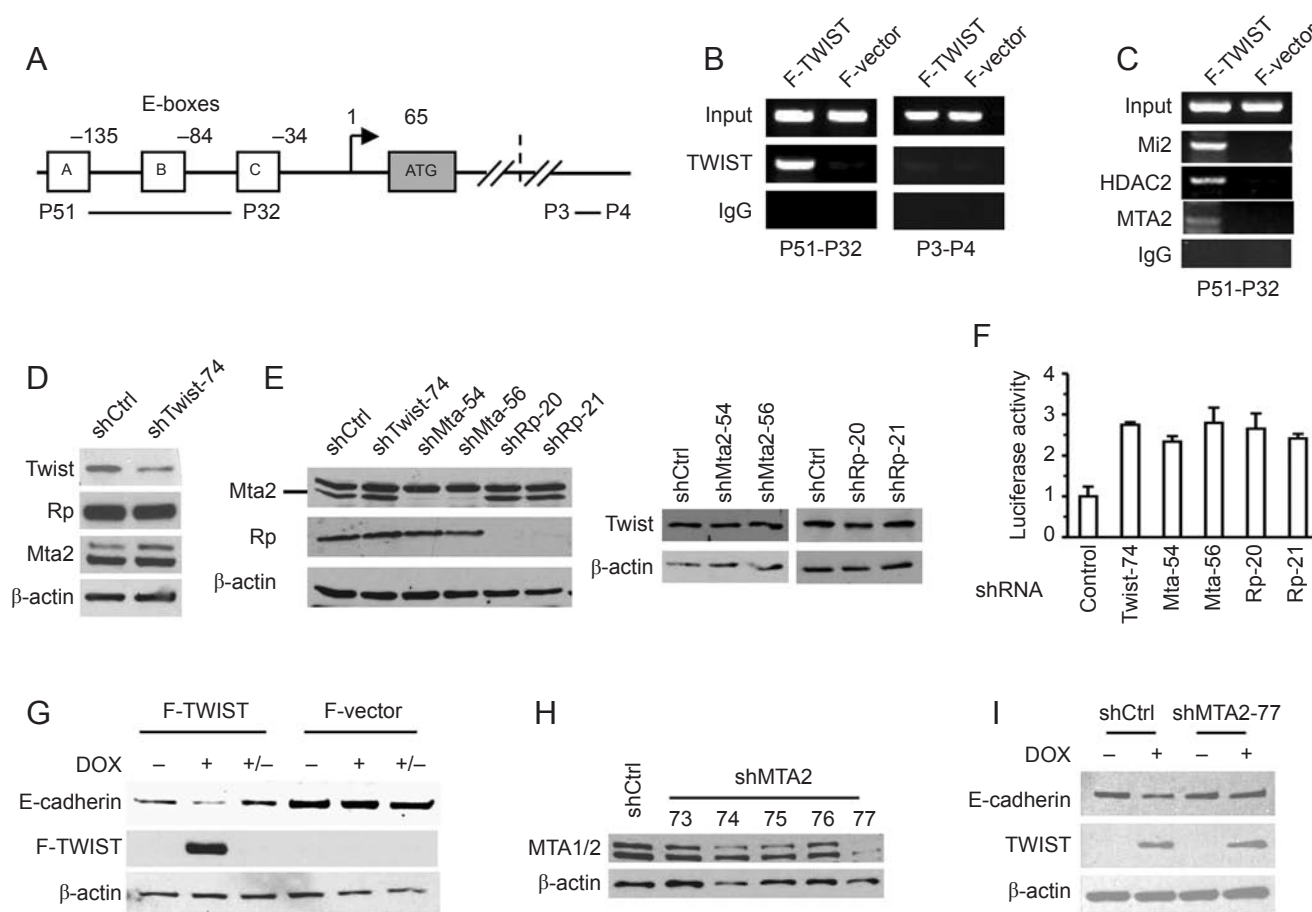 A
E-boxes
–135 –84 –34 1 65
A B C ATG
P51 P32 P3 P4
B
F-TWIST F-vector F-TWIST F-vector
Input
TWIST
IgG
P51-P32 P3-P4
C
F-TWIST F-vector
Input
Mi2
HDAC2
MTA2
IgG
P51-P32
D
shCtrl shTwist-74
Twist
Rp
Mta2
β-actin
E
shCtrl shTwist-74 shMta-54 shMta-56 shRp-20 shRp-21
Mta2
Rp
β-actin
shCtrl shMta2-54 shMta2-56 shCtrl shRp-20 shRp-21
Twist
β-actin
F
Luciferase activity
4
3
2
1
0
shRNA
Control Twist-74 Mta-54 Mta-56 Rp-20 Rp-21
G
F-TWIST F-vector
DOX – + +/– – + +/–
E-cadherin
F-TWIST
β-actin
H
shCtrl shMTA2
73 74 75 76 77
MTA1/2
β-actin
I
shCtrl shMTA2-77
DOX – + – +
E-cadherin
TWIST
β-actin